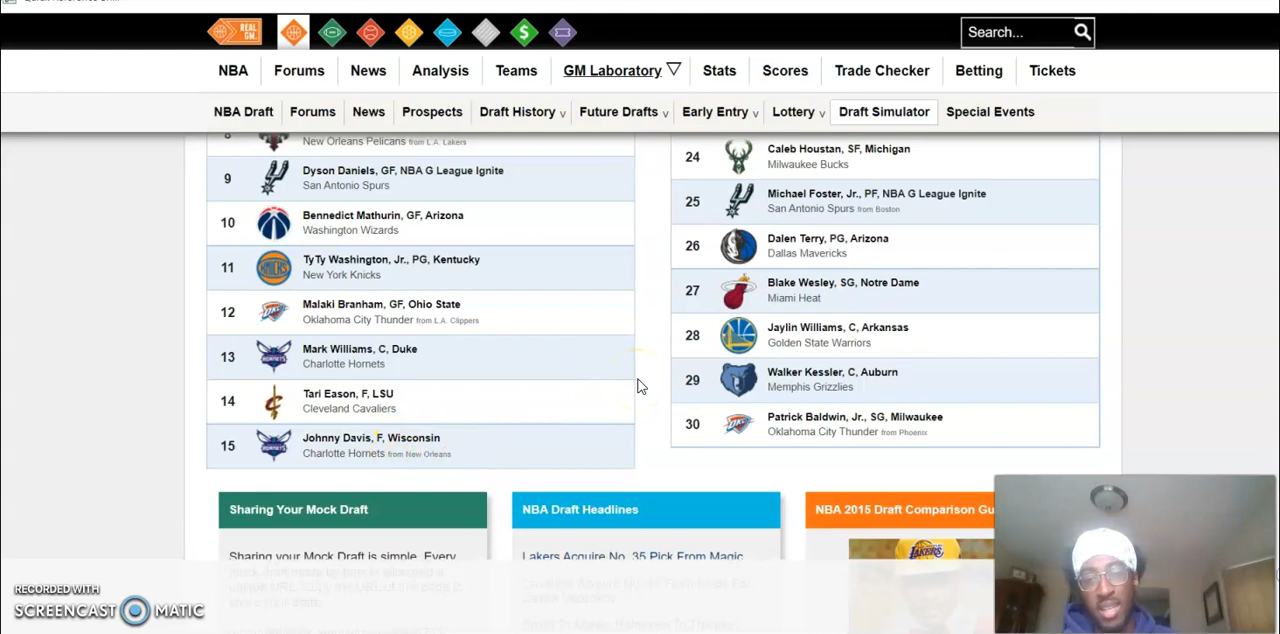 REAL
GM
Search...
NBA
Forums
News
Analysis
Teams
GM Laboratory
Stats
Scores
Trade Checker
Betting
Tickets
NBA Draft
Forums
News
Prospects
Draft History
Future Drafts
Early Entry
Lottery
Draft Simulator
Special Events
8
New Orleans Pelicans from L.A. Lakers
9
Dyson Daniels, GF, NBA G League Ignite
San Antonio Spurs
10
Bennedict Mathurin, GF, Arizona
Washington Wizards
11
TyTy Washington, Jr., PG, Kentucky
New York Knicks
12
Malaki Branham, GF, Ohio State
Oklahoma City Thunder from L.A. Clippers
13
Mark Williams, C, Duke
Charlotte Hornets
14
Tari Eason, F, LSU
Cleveland Cavaliers
15
Johnny Davis, F, Wisconsin
Charlotte Hornets from New Orleans
24
Caleb Houstan, SF, Michigan
Milwaukee Bucks
25
Michael Foster, Jr., PF, NBA G League Ignite
San Antonio Spurs from Boston
26
Dalen Terry, PG, Arizona
Dallas Mavericks
27
Blake Wesley, SG, Notre Dame
Miami Heat
28
Jaylin Williams, C, Arkansas
Golden State Warriors
29
Walker Kessler, C, Auburn
Memphis Grizzlies
30
Patrick Baldwin, Jr., SG, Milwaukee
Oklahoma City Thunder from Phoenix
Sharing Your Mock Draft
Sharing your Mock Draft is simple. Every
NBA Draft Headlines
Lakers Acquire No. 35 Pick From Magic
NBA 2015 Draft Comparison Gu
LAKERS
RECORDED WITH
SCREENCAST MATIC